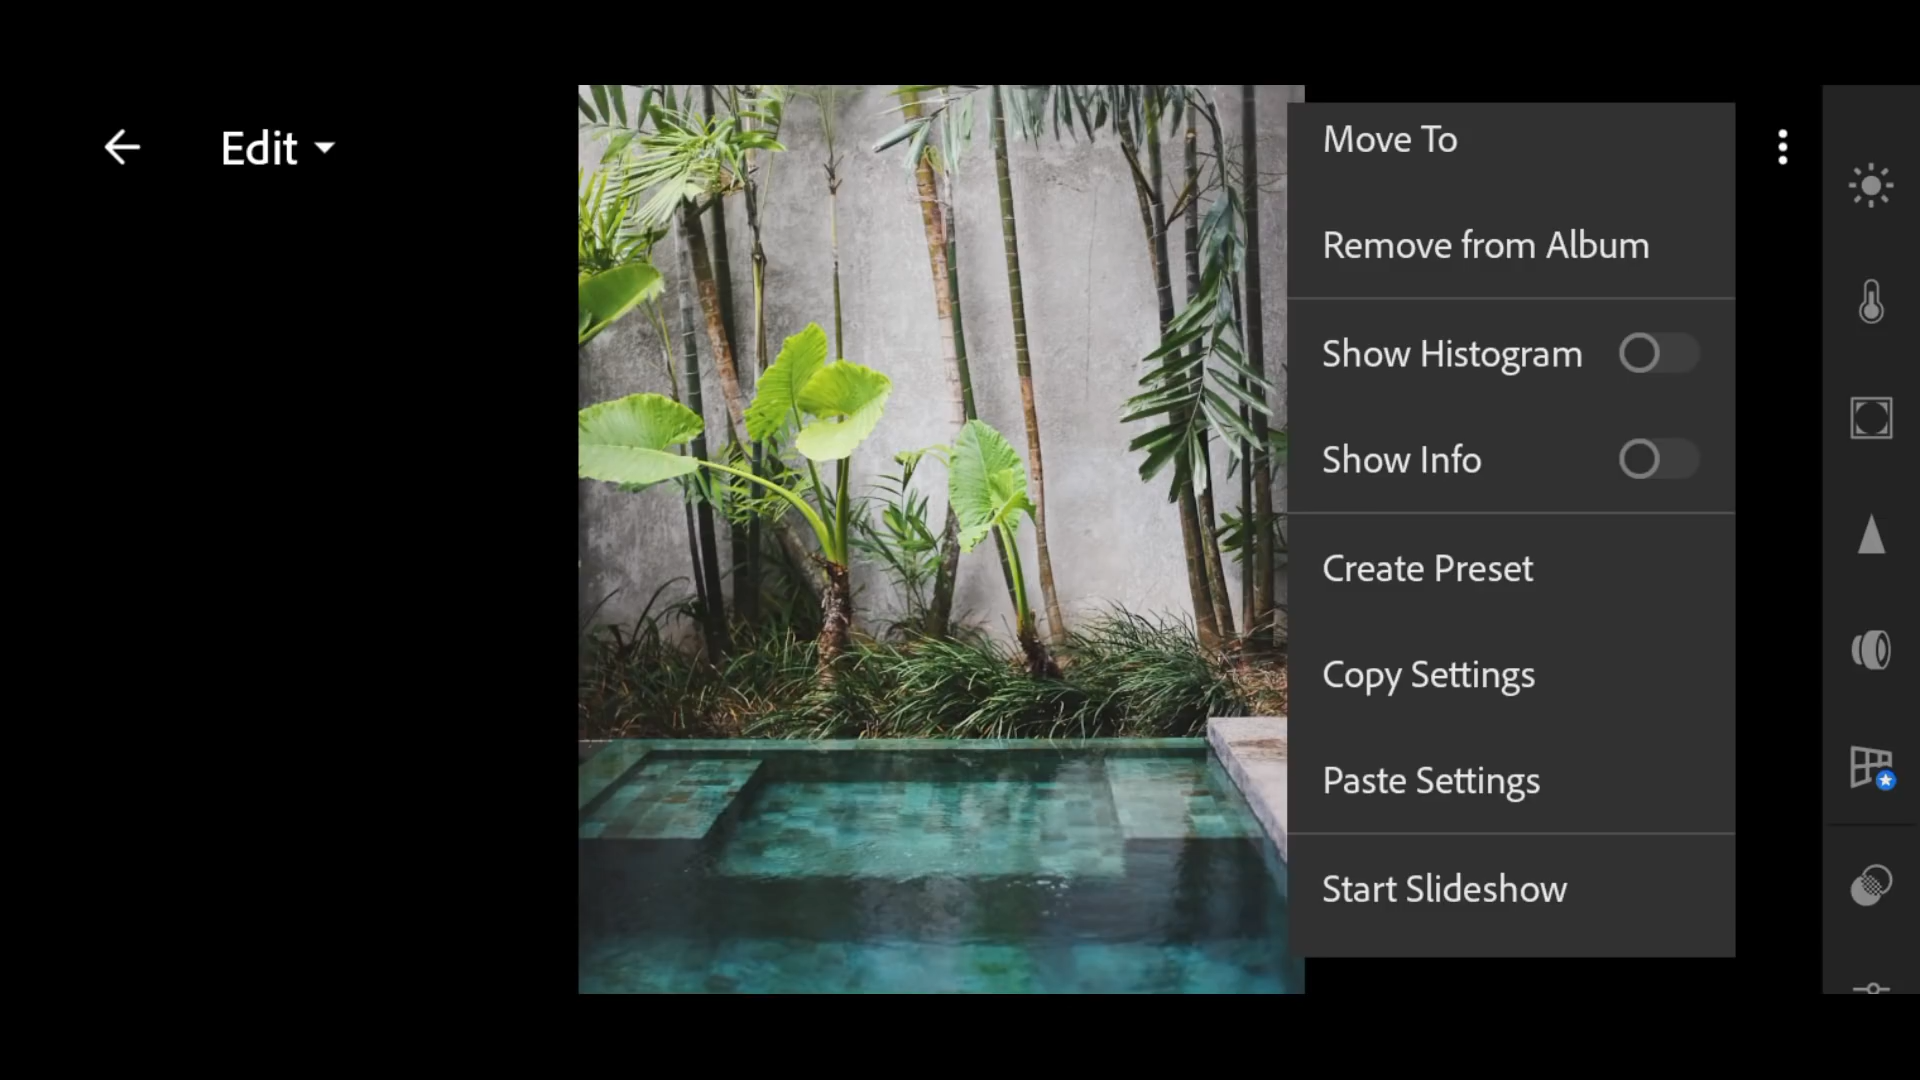 Edit
Move To
Remove from Album
Show Histogram
Show Info
Create Preset
Copy Settings
Paste Settings
Start Slideshow